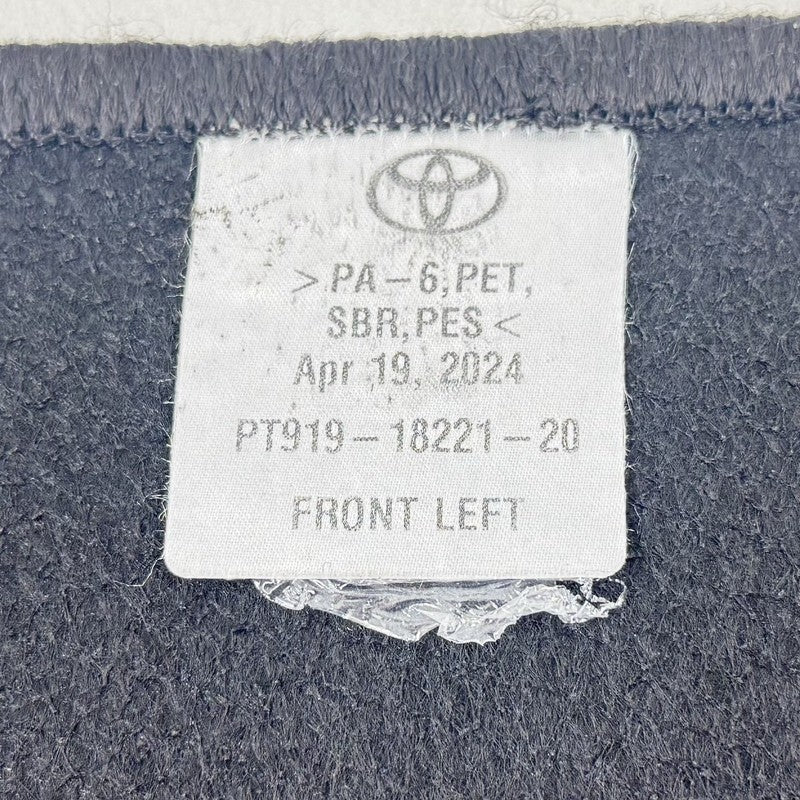 >PA-6,PET,
SBR,PES<
Apr 19, 2024
PT919-18221-20
FRONT LEFT